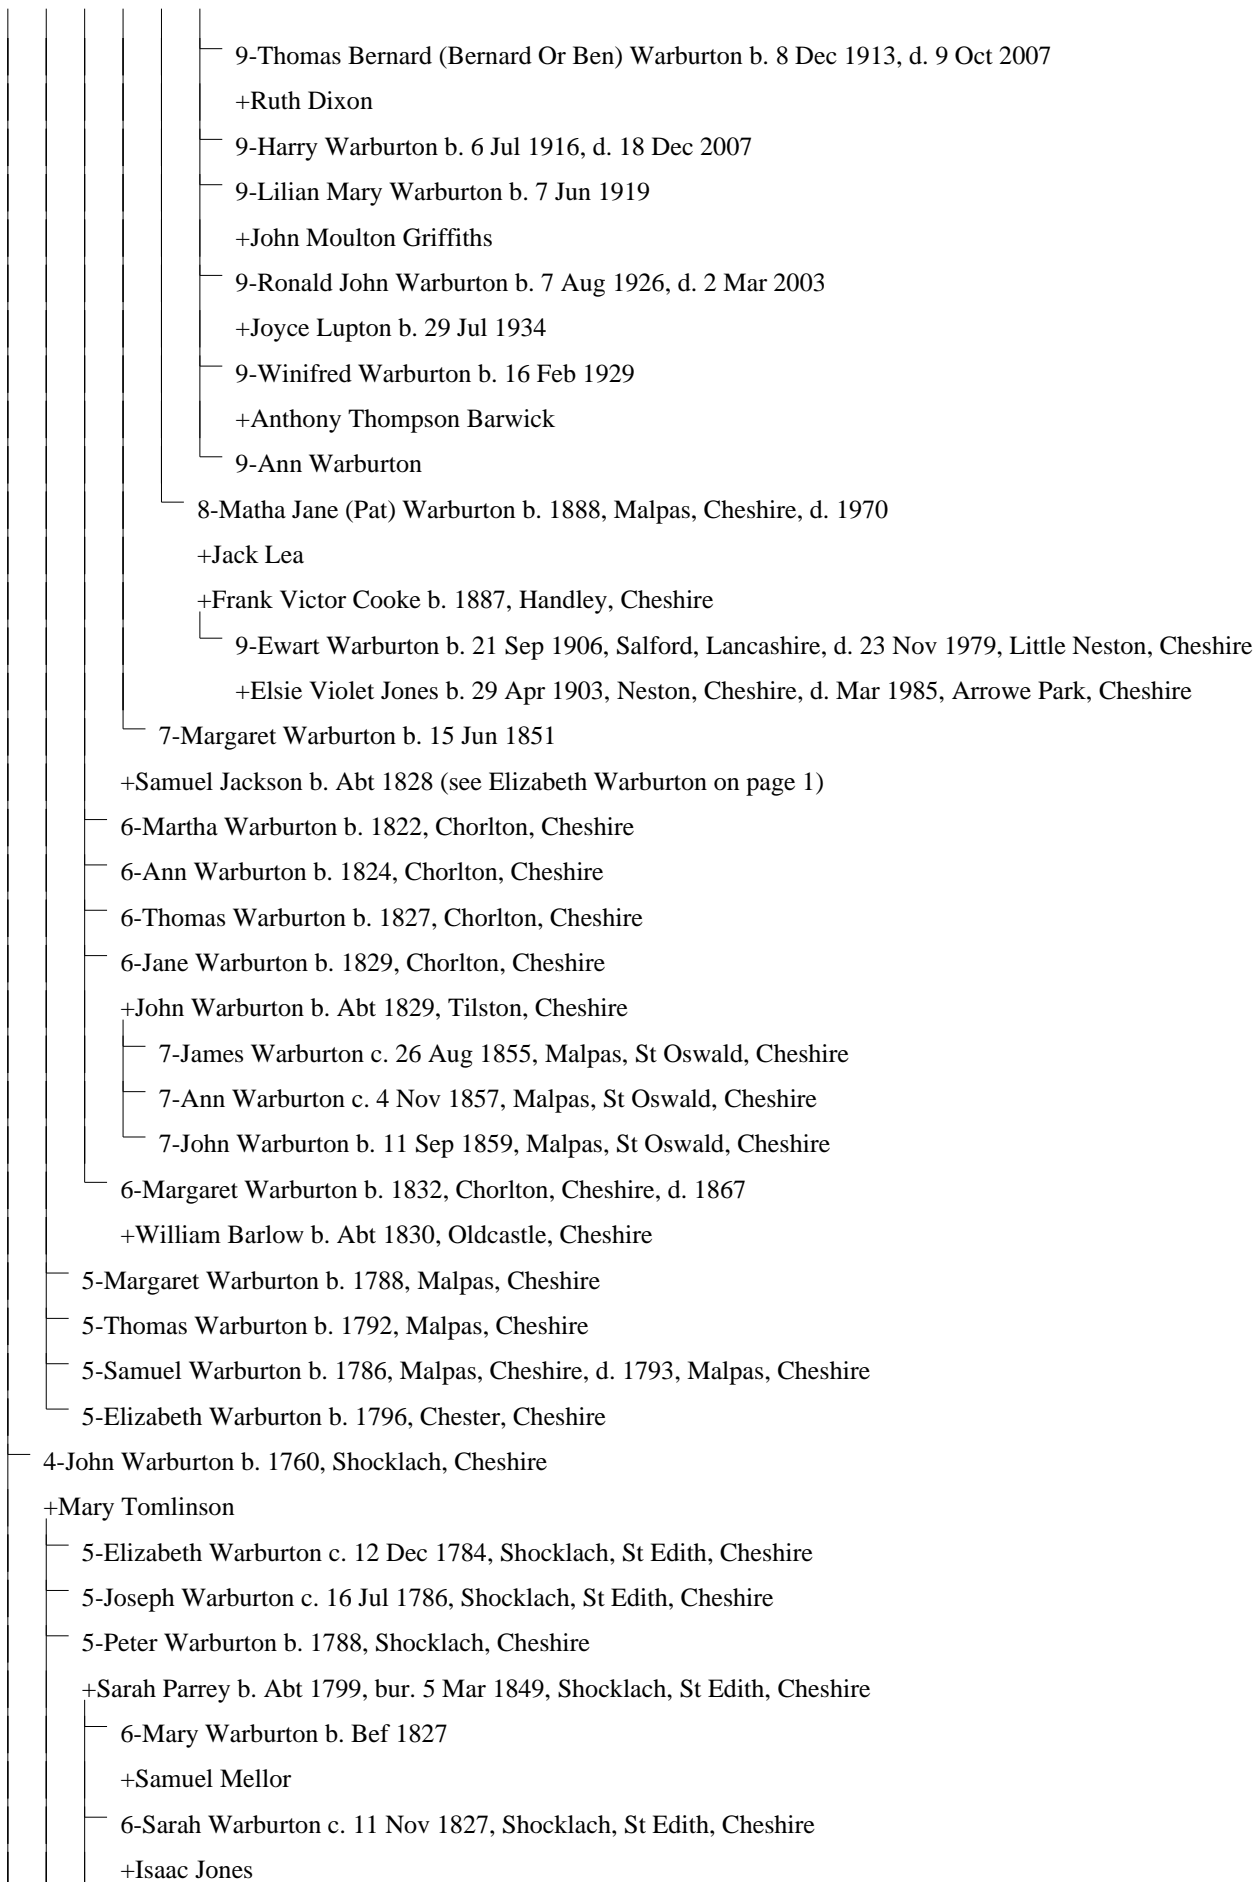 9-Thomas Bernard (Bernard Or Ben) Warburton b. 8 Dec 1913, d. 9 Oct 2007
+Ruth Dixon
9-Harry Warburton b. 6 Jul 1916, d. 18 Dec 2007
9-Lilian Mary Warburton b. 7 Jun 1919
+John Moulton Griffiths
9-Ronald John Warburton b. 7 Aug 1926, d. 2 Mar 2003
+Joyce Lupton b. 29 Jul 1934
9-Winifred Warburton b. 16 Feb 1929
+Anthony Thompson Barwick
9-Ann Warburton
8-Matha Jane (Pat) Warburton b. 1888, Malpas, Cheshire, d. 1970
+Jack Lea
+Frank Victor Cooke b. 1887, Handley, Cheshire
9-Ewart Warburton b. 21 Sep 1906, Salford, Lancashire, d. 23 Nov 1979, Little Neston, Cheshire
+Elsie Violet Jones b. 29 Apr 1903, Neston, Cheshire, d. Mar 1985, Arrowe Park, Cheshire
7-Margaret Warburton b. 15 Jun 1851
+Samuel Jackson b. Abt 1828 (see Elizabeth Warburton on page 1)
6-Martha Warburton b. 1822, Chorlton, Cheshire
6-Ann Warburton b. 1824, Chorlton, Cheshire
6-Thomas Warburton b. 1827, Chorlton, Cheshire
6-Jane Warburton b. 1829, Chorlton, Cheshire
+John Warburton b. Abt 1829, Tilston, Cheshire
7-James Warburton c. 26 Aug 1855, Malpas, St Oswald, Cheshire
7-Ann Warburton c. 4 Nov 1857, Malpas, St Oswald, Cheshire
7-John Warburton b. 11 Sep 1859, Malpas, St Oswald, Cheshire
6-Margaret Warburton b. 1832, Chorlton, Cheshire, d. 1867
+William Barlow b. Abt 1830, Oldcastle, Cheshire
5-Margaret Warburton b. 1788, Malpas, Cheshire
5-Thomas Warburton b. 1792, Malpas, Cheshire
5-Samuel Warburton b. 1786, Malpas, Cheshire, d. 1793, Malpas, Cheshire
5-Elizabeth Warburton b. 1796, Chester, Cheshire
4-John Warburton b. 1760, Shocklach, Cheshire
+Mary Tomlinson
5-Elizabeth Warburton c. 12 Dec 1784, Shocklach, St Edith, Cheshire
5-Joseph Warburton c. 16 Jul 1786, Shocklach, St Edith, Cheshire
5-Peter Warburton b. 1788, Shocklach, Cheshire
+Sarah Parrey b. Abt 1799, bur. 5 Mar 1849, Shocklach, St Edith, Cheshire
6-Mary Warburton b. Bef 1827
+Samuel Mellor
6-Sarah Warburton c. 11 Nov 1827, Shocklach, St Edith, Cheshire
+Isaac Jones